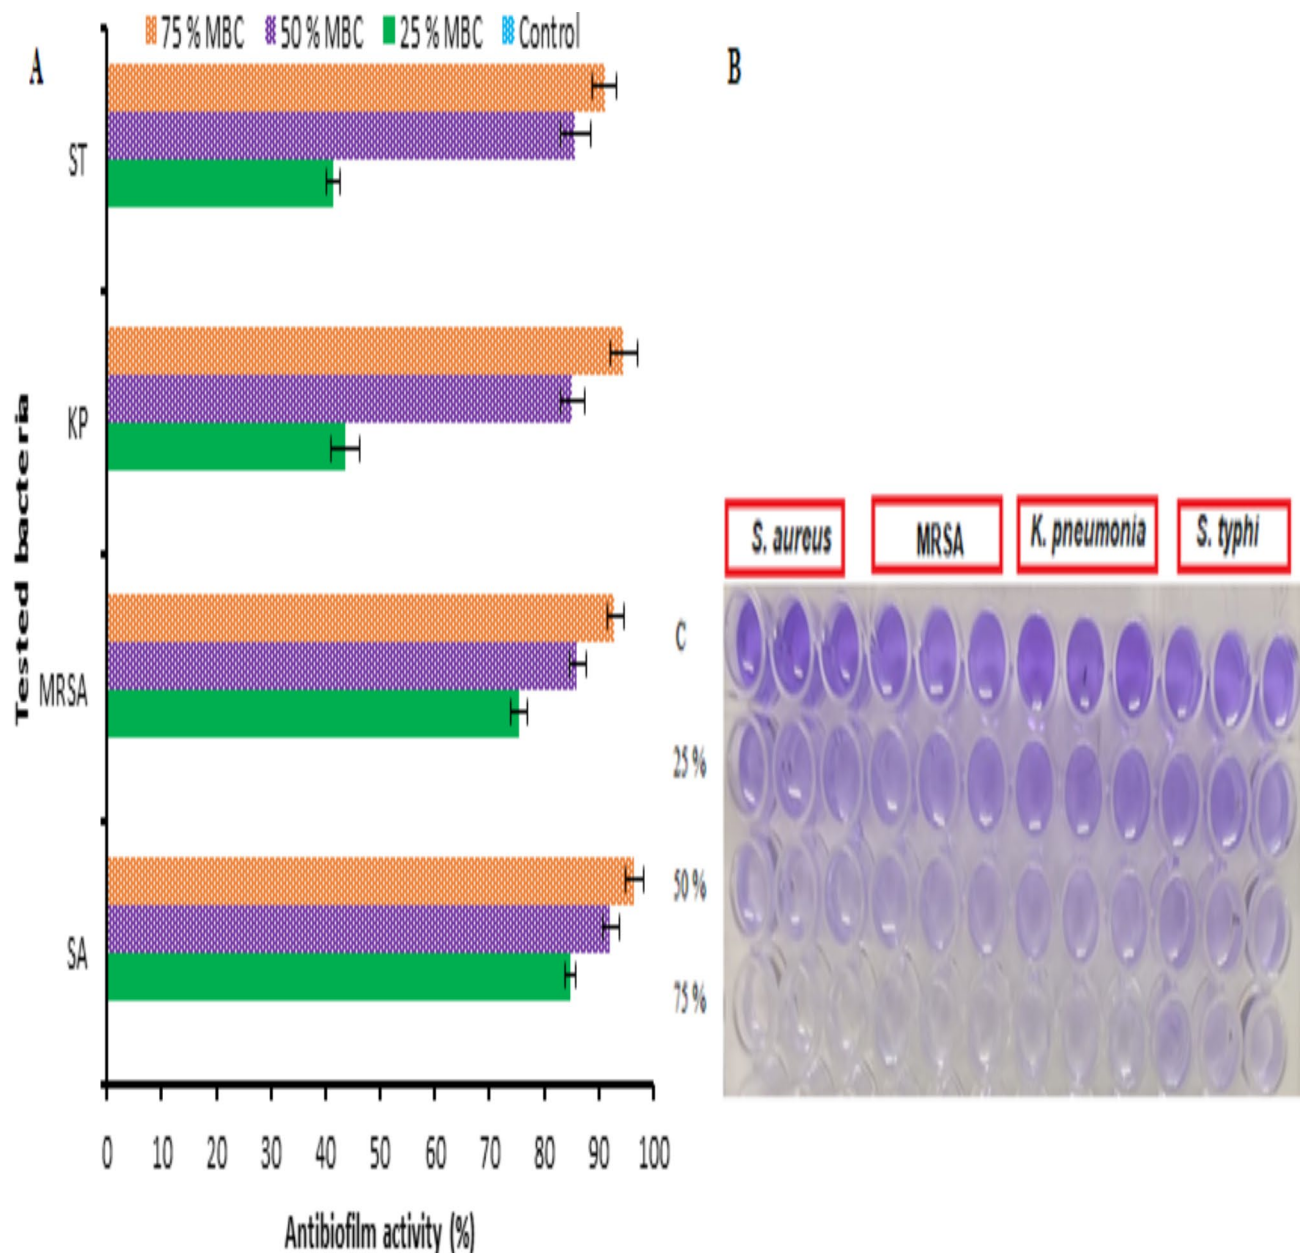 75 % MBC 50 % MBC 25 % MBC Control
A
ST
KP
MRSA
SA
Tested bacteria
0 10 20 30 40 50 60 70 80 90 100
Antibiofilm activity (%)
B
S. aureus MRSA K. pneumonia S. typhi
C
25 %
50 %
75 %